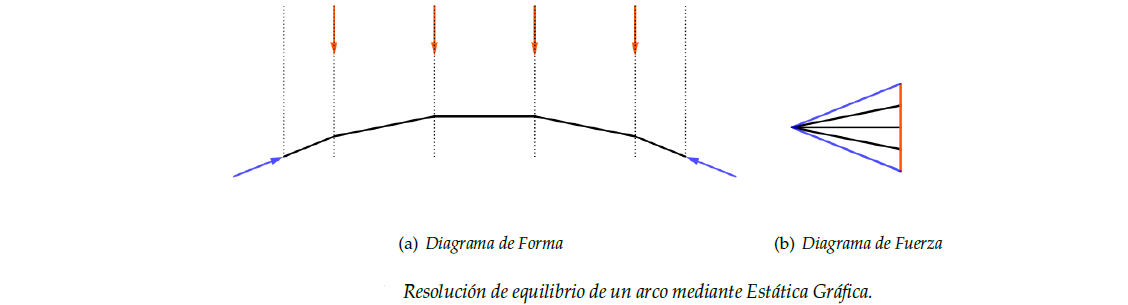 (a) Diagrama de Forma
(b) Diagrama de Fuerza
Resolución de equilibrio de un arco mediante Estática Gráfica.